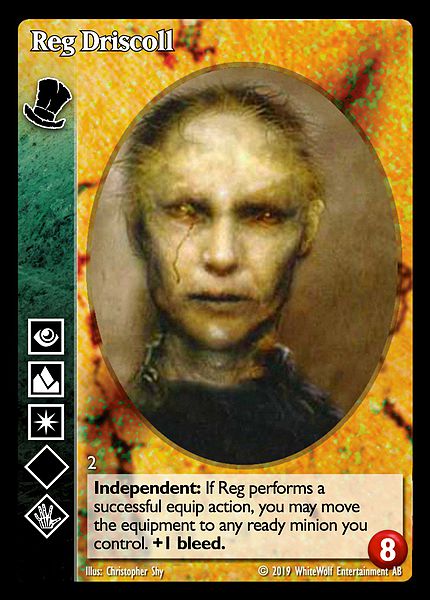 Reg Driscoll
2
Independent: If Reg performs a
successful equip action, you may move
the equipment to any ready minion you
control. +1 bleed.
8
Illus: Christopher Shy
© 2019 WhiteWolf Entertainment AB